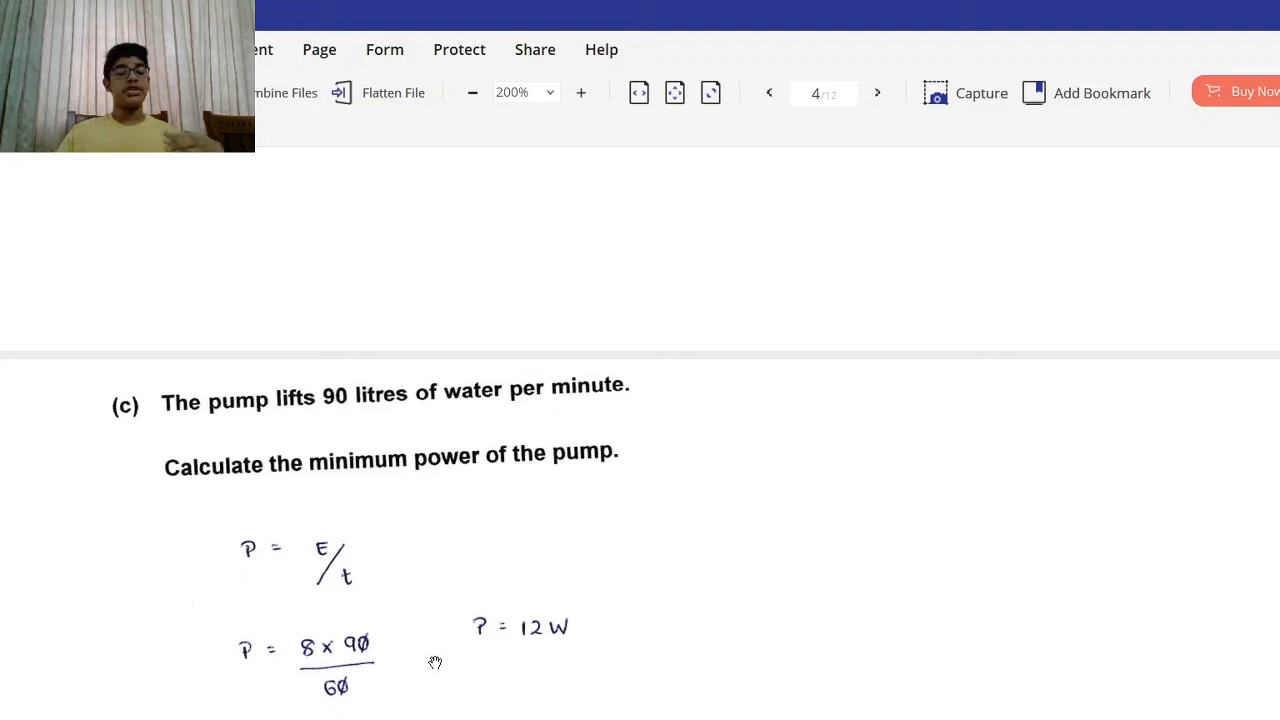 ent Page Form Protect Share Help
mbine Files Flatten File 200% 4/12 Capture Add Bookmark Buy Now
(c) The pump lifts 90 litres of water per minute.
Calculate the minimum power of the pump.
P = E/t
P = 8 x 90
60
P = 12 W